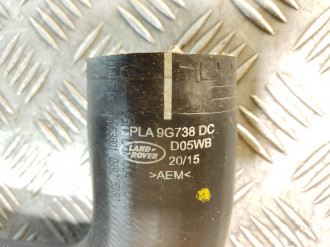 CPLA 9G738 DC
LAND-
ROVER
D05WB
20/15
>AEM<